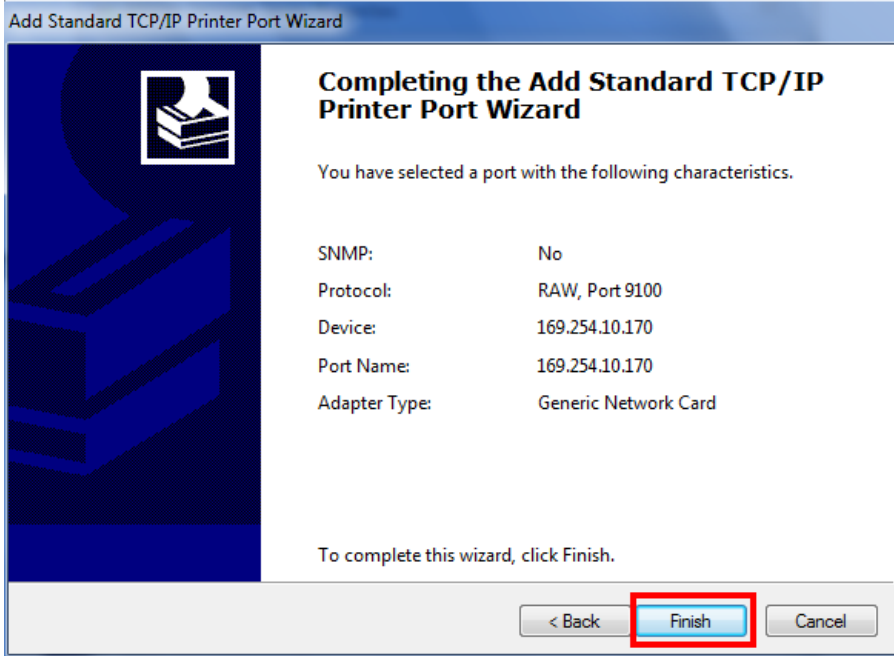 Add Standard TCP/IP Printer Port Wizard
Completing the Add Standard TCP/IP
Printer Port Wizard
You have selected a port with the following characteristics.
SNMP: No
Protocol: RAW, Port 9100
Device: 169.254.10.170
Port Name: 169.254.10.170
Adapter Type: Generic Network Card
To complete this wizard, click Finish.
< Back Finish Cancel